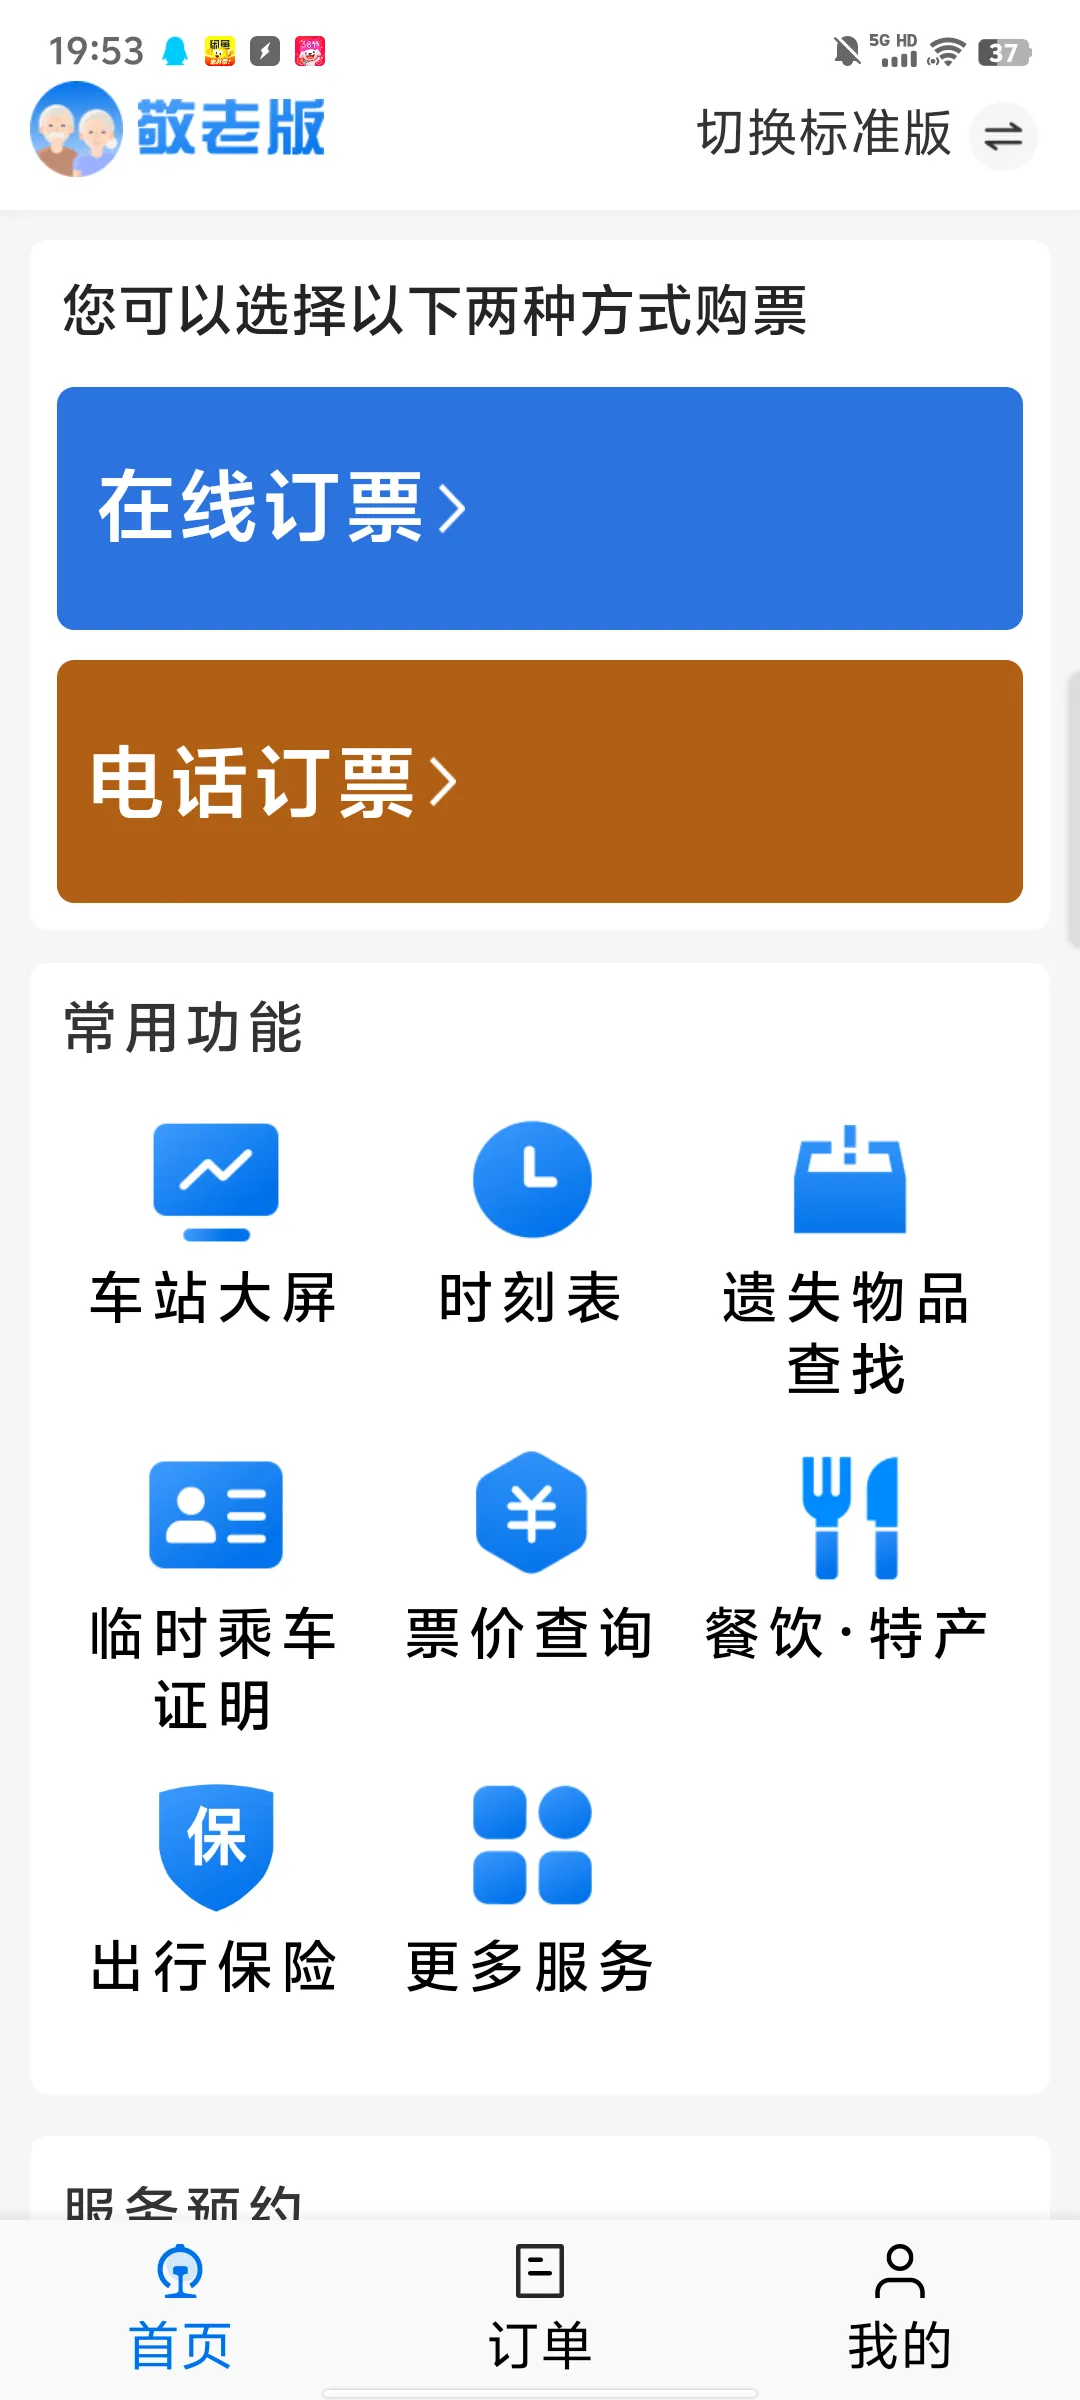 19:53
5G HD
37
敬老版
切换标准版
您可以选择以下两种方式购票
在线订票
电话订票
常用功能
车站大屏
时刻表
遗失物品
查找
临时乘车
证明
票价查询
餐饮·特产
保
出行保险
更多服务
服务预约
首页
订单
我的